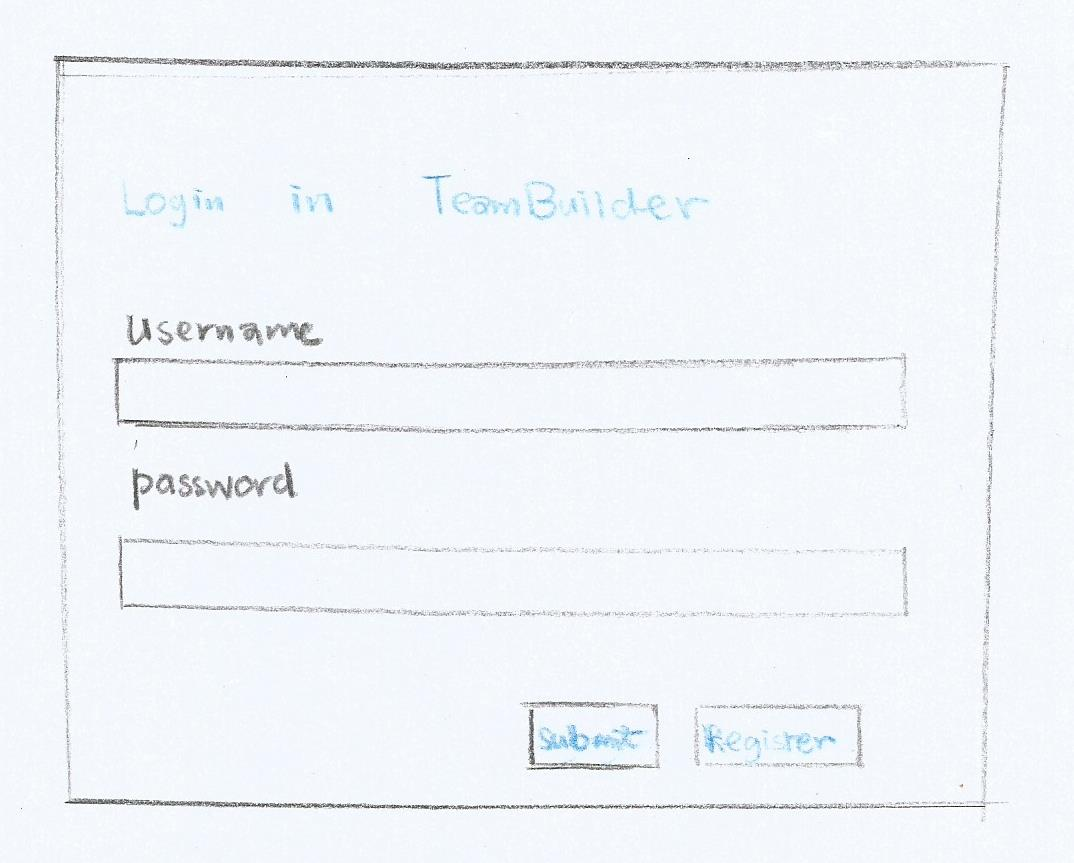 Login in TeamBuilder
username
password
Submit Register